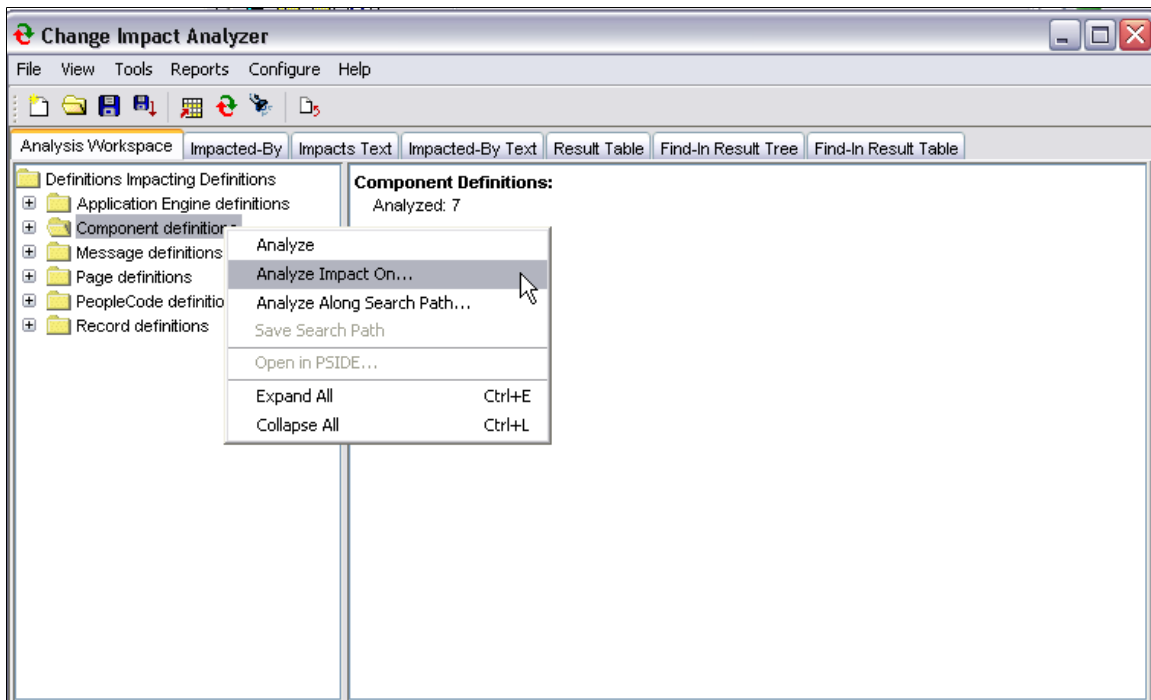 Change Impact Analyzer
File View Tools Reports Configure Help
Analysis Workspace Impacted-By Impacts Text Impacted-By Text Result Table Find-In Result Tree Find-In Result Table
Definitions Impacting Definitions
Application Engine definitions
Component definitions
Message definitions
Page definitions
PeopleCode definitio
Record definitions
Component Definitions:
Analyzed: 7
Analyze
Analyze Impact On...
Analyze Along Search Path...
Save Search Path
Open in PSIDE...
Expand All Ctrl+E
Collapse All Ctrl+L